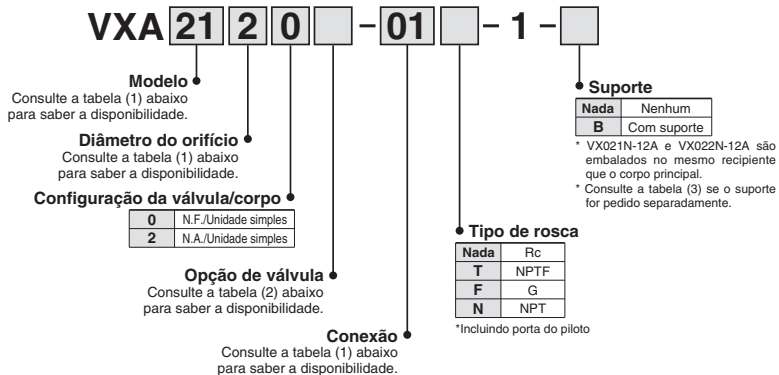 VXA 21 2 0 – 01 – 1 –
Modelo
Consulte a tabela (1) abaixo
para saber a disponibilidade.
Diâmetro do orifício
Consulte a tabela (1) abaixo
para saber a disponibilidade.
Configuração da válvula/corpo
0 N.F./Unidade simples
2 N.A./Unidade simples
Opção de válvula
Consulte a tabela (2) abaixo
para saber a disponibilidade.
Conexão
Consulte a tabela (1) abaixo
para saber a disponibilidade.
Suporte
Nada Nenhum
B Com suporte
* VX021N-12A e VX022N-12A são
embalados no mesmo recipiente
que o corpo principal.
* Consulte a tabela (3) se o suporte
for pedido separadamente.
Tipo de rosca
Nada Rc
T NPTF
F G
N NPT
*Incluindo porta do piloto